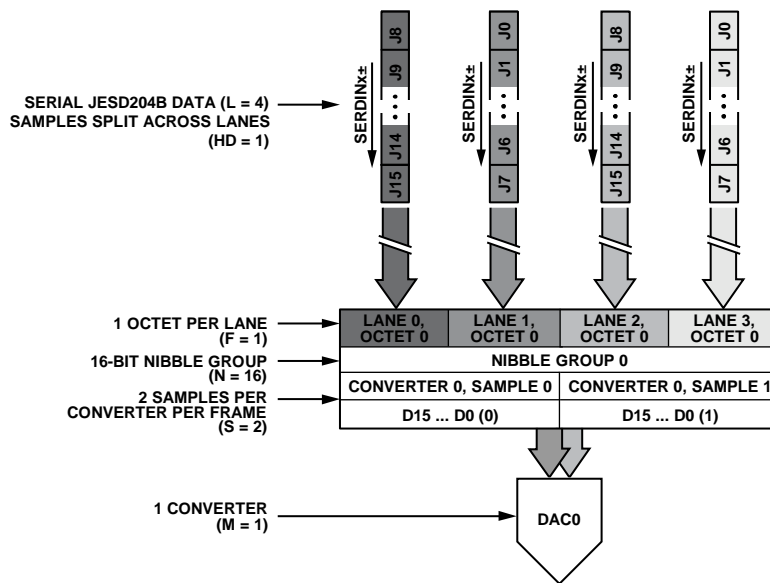 J8
J9
J14
J15
SERDINx±
J0
J1
J6
J7
SERDINx±
J8
J9
J14
J15
SERDINx±
J0
J1
J6
J7
SERDINx±
SERIAL JESD204B DATA (L = 4)
SAMPLES SPLIT ACROSS LANES
(HD = 1)
1 OCTET PER LANE
(F = 1)
LANE 0,
OCTET 0
LANE 1,
OCTET 0
LANE 2,
OCTET 0
LANE 3,
OCTET 0
16-BIT NIBBLE GROUP
(N = 16)
NIBBLE GROUP 0
2 SAMPLES PER
CONVERTER PER FRAME
(S = 2)
CONVERTER 0, SAMPLE 0
CONVERTER 0, SAMPLE 1
D15 ... D0 (0)
D15 ... D0 (1)
1 CONVERTER
(M = 1)
DAC0